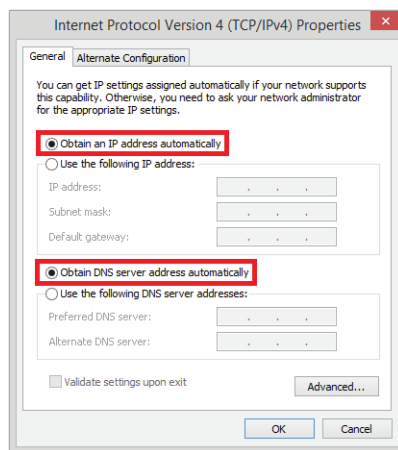 Internet Protocol Version 4 (TCP/IPv4) Properties
General
Alternate Configuration
You can get IP settings assigned automatically if your network supports
this capability. Otherwise, you need to ask your network administrator
for the appropriate IP settings.
Obtain an IP address automatically
Use the following IP address:
IP address:
Subnet mask:
Default gateway:
Obtain DNS server address automatically
Use the following DNS server addresses:
Preferred DNS server:
Alternate DNS server:
Validate settings upon exit
Advanced...
OK
Cancel